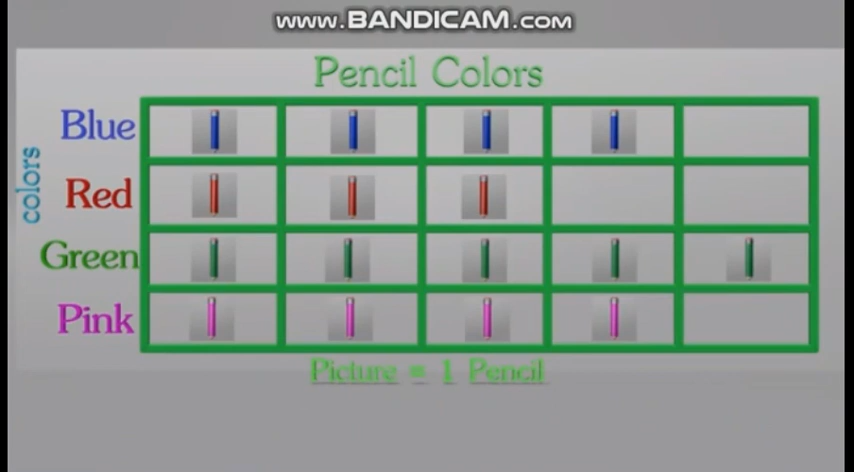 www.BANDICAM.com
Pencil Colors
colors
Blue
Red
Green
Pink
Picture = 1 Pencil